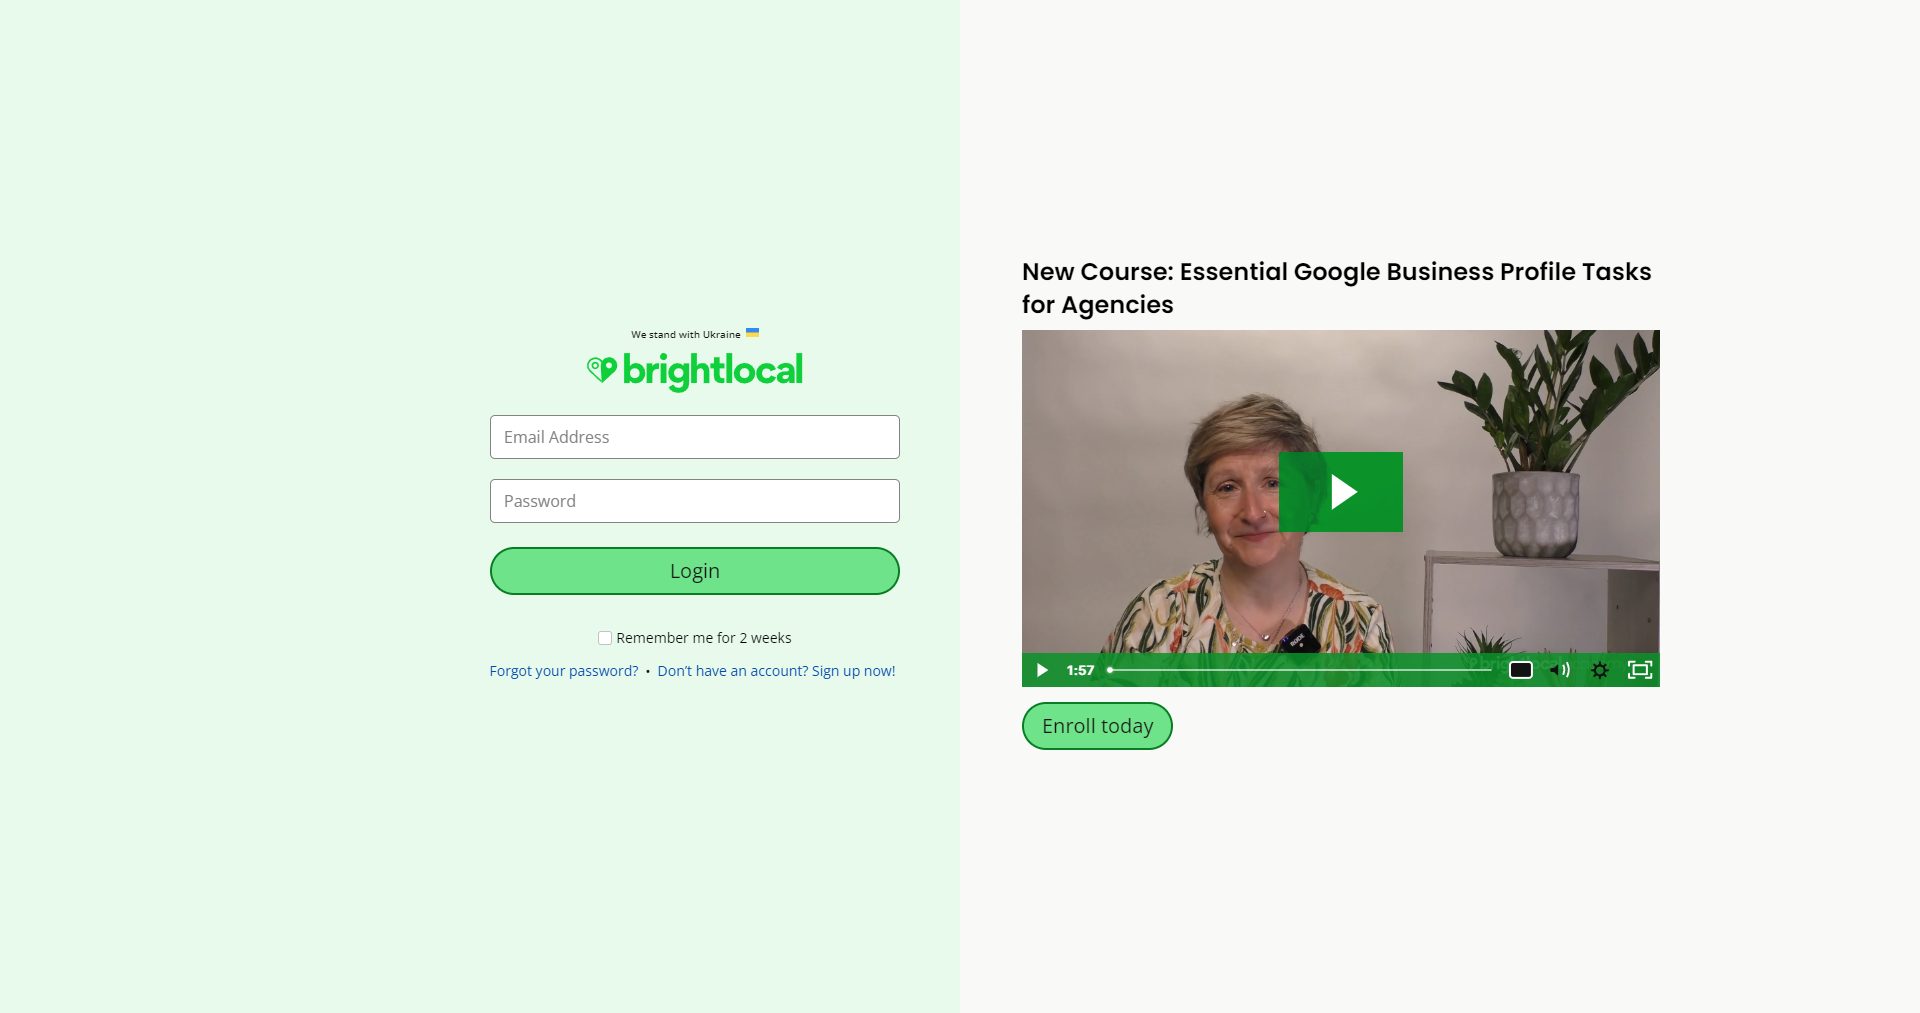 We stand with Ukraine
brightlocal
Email Address
Password
Login
Remember me for 2 weeks
Forgot your password? • Don't have an account? Sign up now!
New Course: Essential Google Business Profile Tasks
for Agencies
RODE
1:57
Enroll today